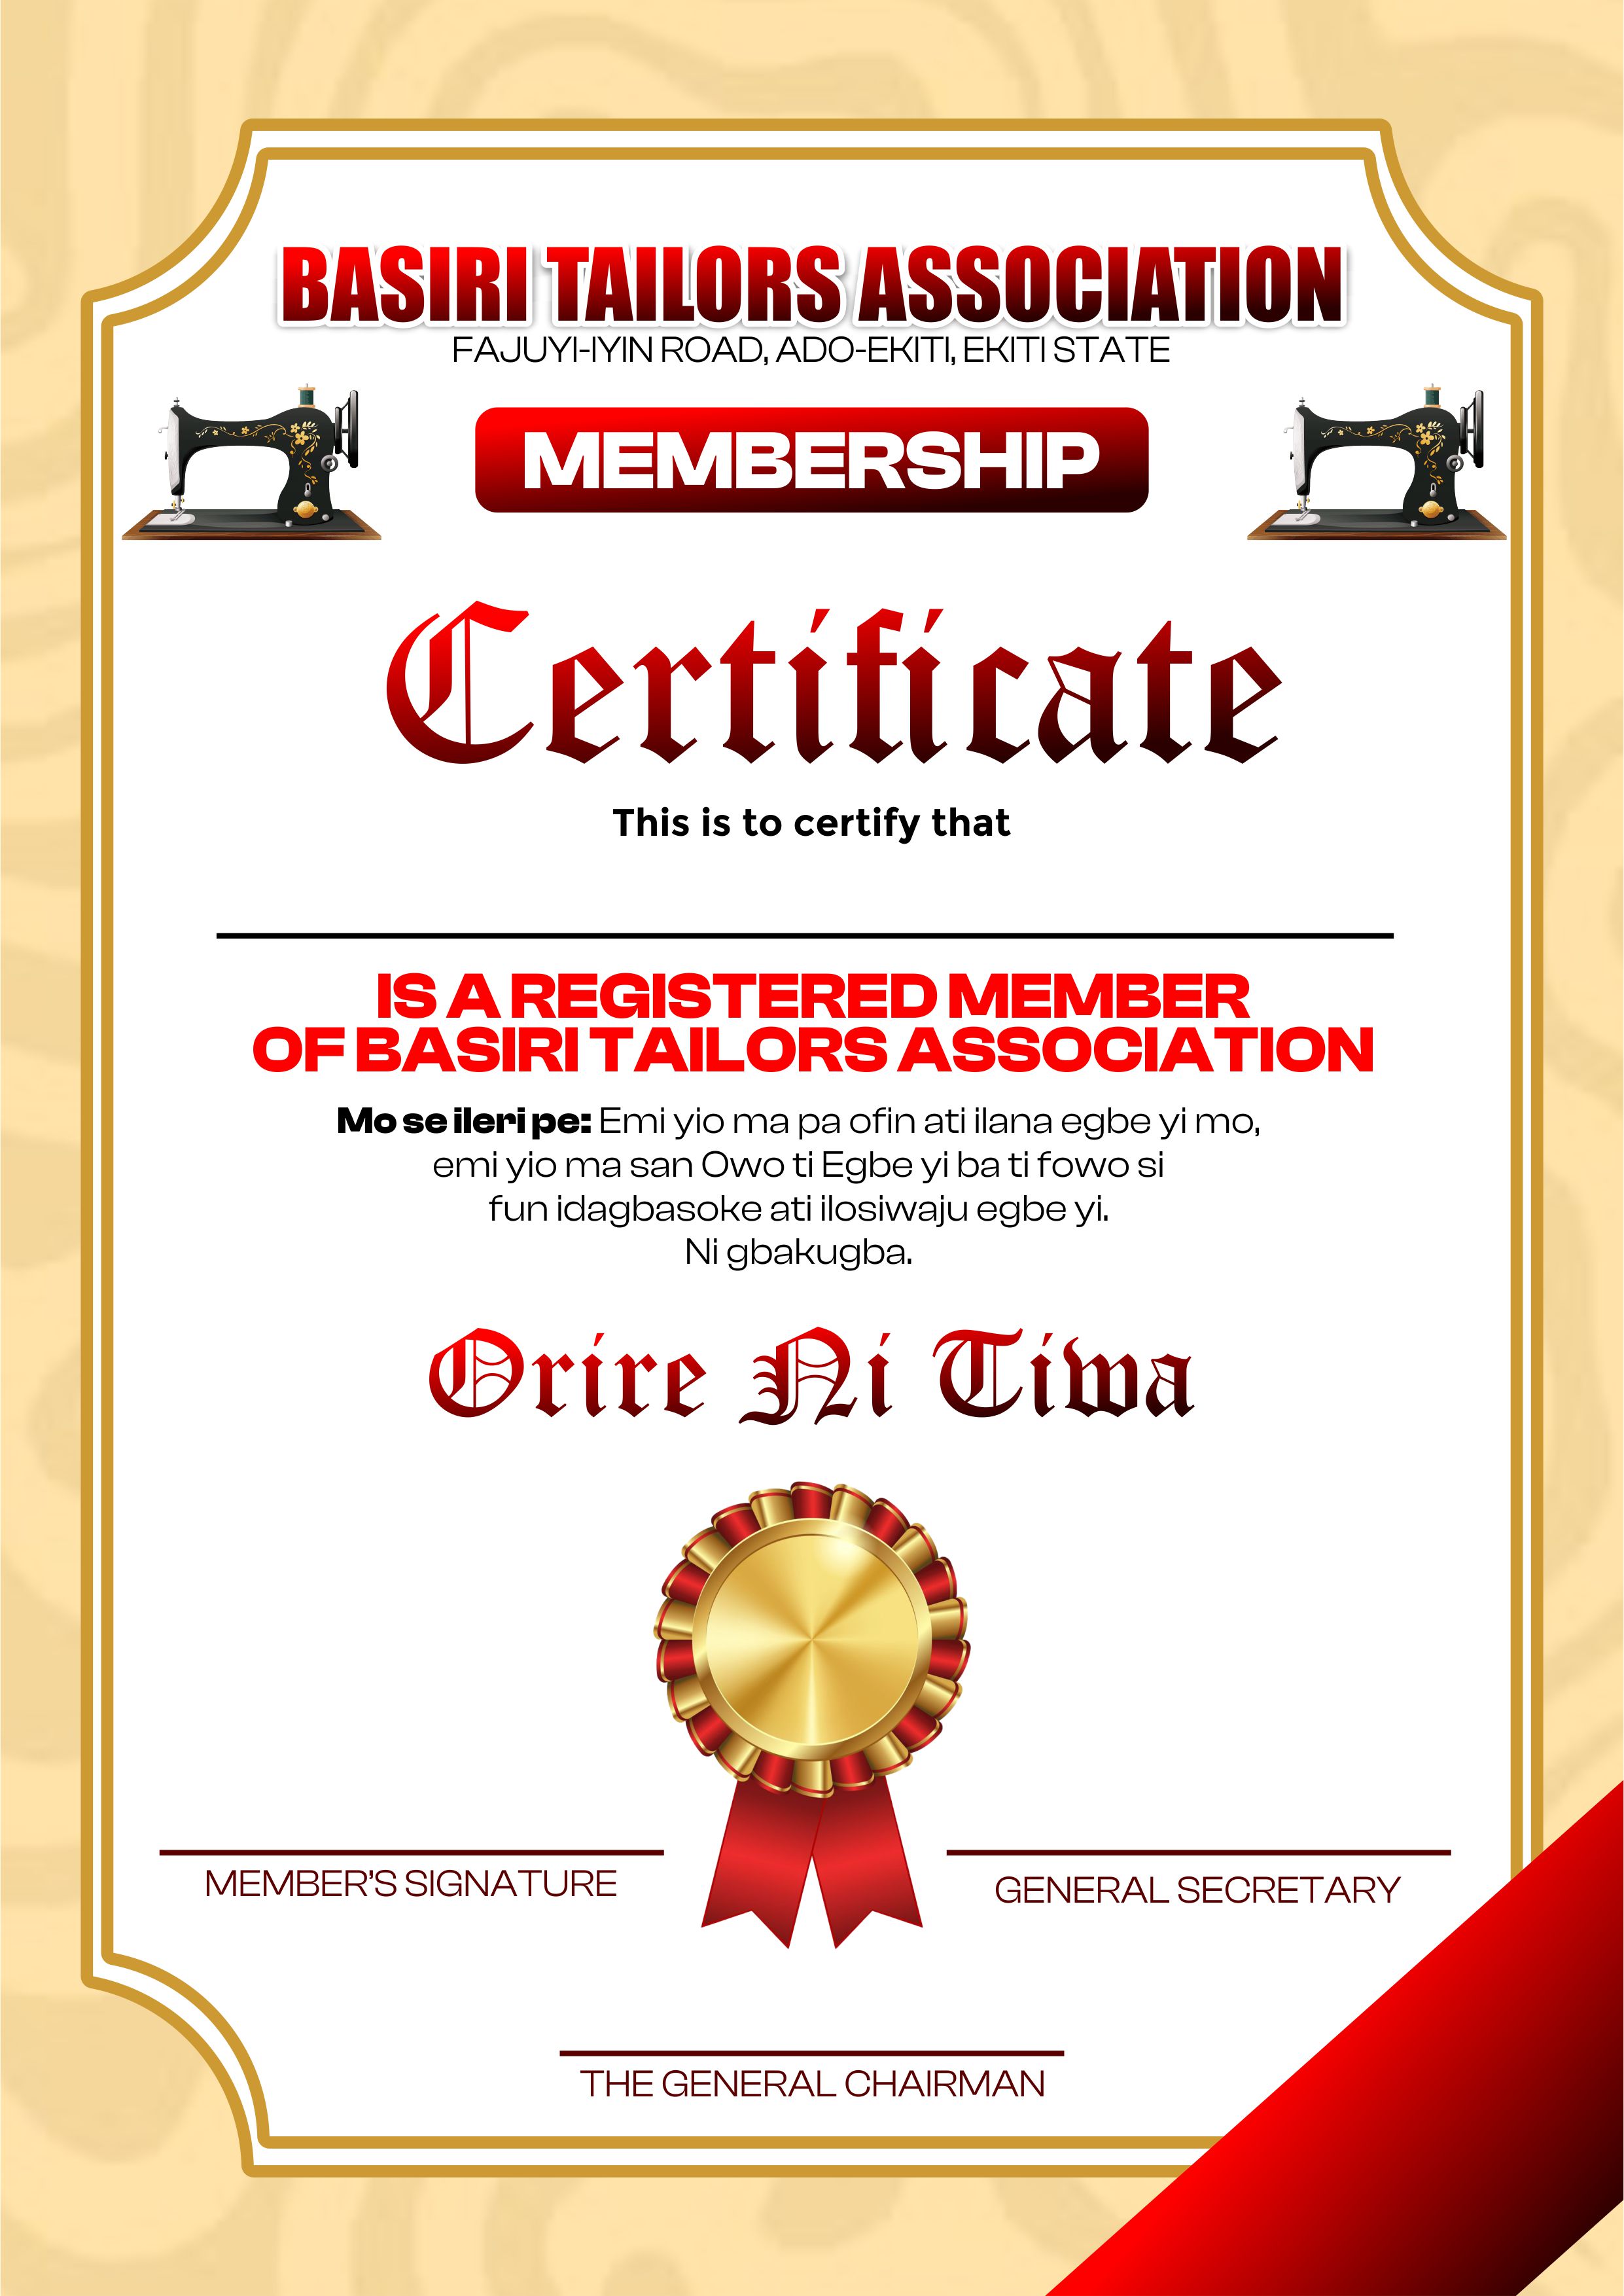 BASIRI TAILORS ASSOCIATION
FAJUYI-IYIN ROAD, ADO-EKITI, EKITI STATE
MEMBERSHIP
Certificate
This is to certify that
IS A REGISTERED MEMBER
OF BASIRI TAILORS ASSOCIATION
Mo se ileri pe: Emi yio ma pa ofin ati ilana egbe yi mo,
emi yio ma san Owo ti Egbe yi ba ti fowo si
fun idagbasoke ati ilosiwaju egbe yi.
Ni gbakugba.
Orire Ni Tiwa
MEMBER'S SIGNATURE
GENERAL SECRETARY
THE GENERAL CHAIRMAN